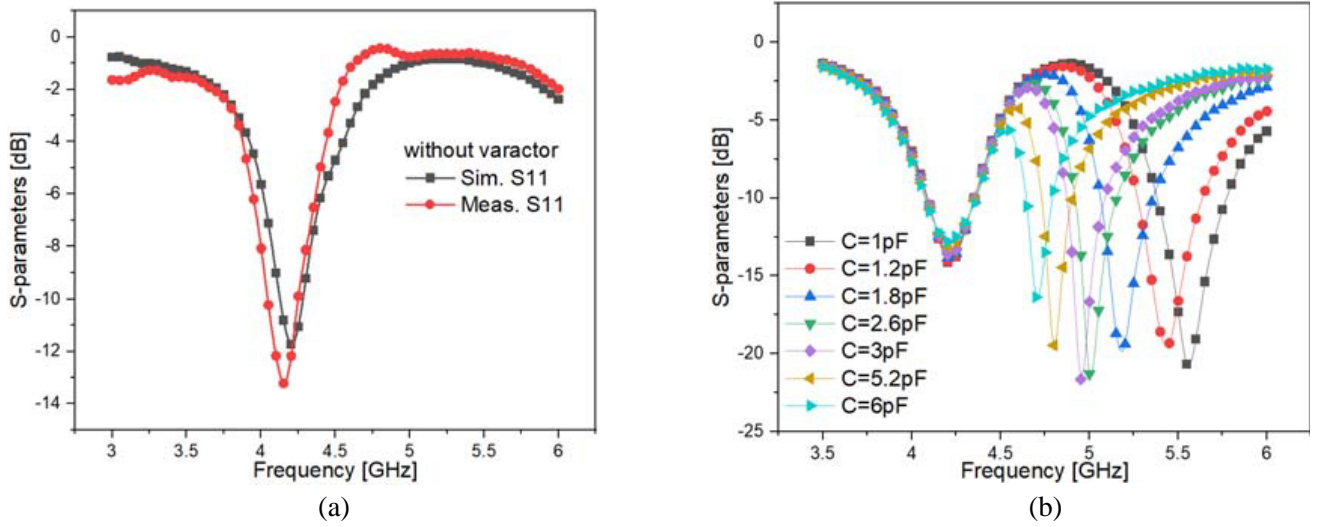 0
-2
-4
-6
-8
-10
-12
-14
S-parameters [dB]
without varactor
Sim. S11
Meas. S11
3
3.5
4
4.5
5
5.5
6
Frequency [GHz]
(a)
0
-5
-10
-15
-20
-25
S-parameters [dB]
C=1pF
C=1.2pF
C=1.8pF
C=2.6pF
C=3pF
C=5.2pF
C=6pF
3.5
4
4.5
5
5.5
6
Frequency [GHz]
(b)